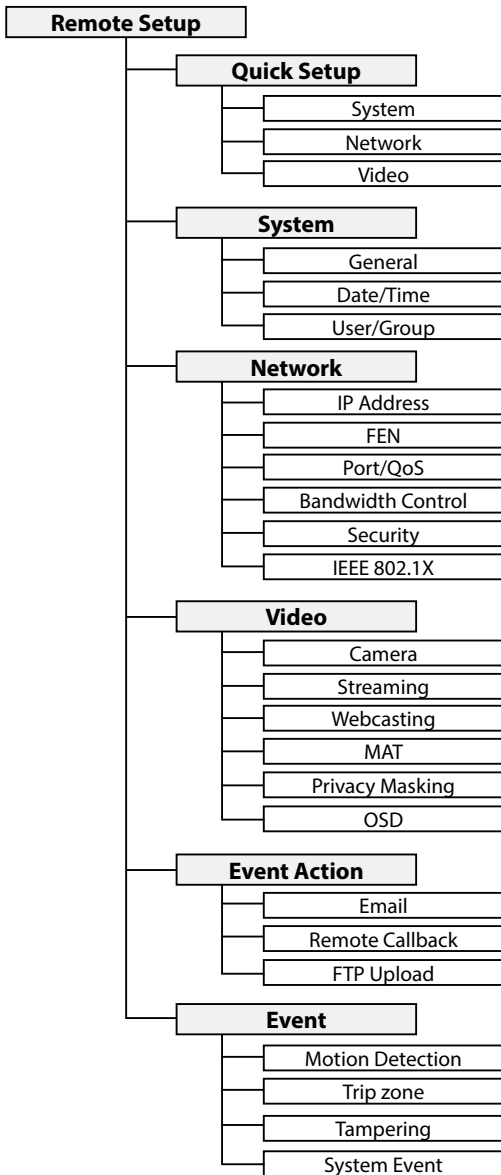 Remote Setup
Quick Setup
System
Network
Video
System
General
Date/Time
User/Group
Network
IP Address
FEN
Port/QoS
Bandwidth Control
Security
IEEE 802.1X
Video
Camera
Streaming
Webcasting
MAT
Privacy Masking
OSD
Event Action
Email
Remote Callback
FTP Upload
Event
Motion Detection
Trip zone
Tampering
System Event